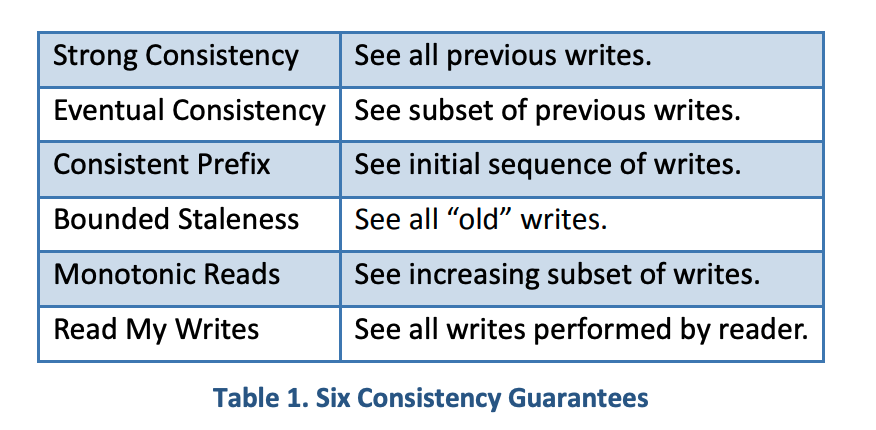 Strong Consistency See all previous writes.
Eventual Consistency See subset of previous writes.
Consistent Prefix See initial sequence of writes.
Bounded Staleness See all “old” writes.
Monotonic Reads See increasing subset of writes.
Read My Writes See all writes performed by reader.
Table 1. Six Consistency Guarantees